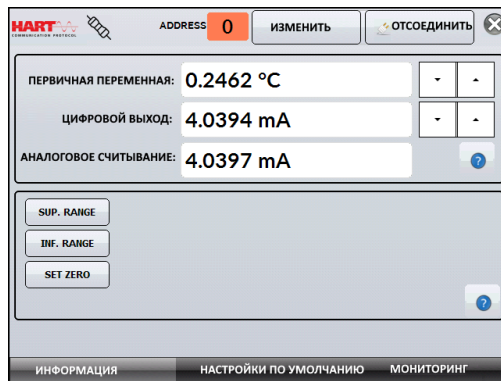 HART
COMMUNICATION PROTOCOL
ADDRESS 0 ИЗМЕНИТЬ ОТСОЕДИНИТЬ
ПЕРВИЧНАЯ ПЕРЕМЕННАЯ: 0.2462 °C
ЦИФРОВОЙ ВЫХОД: 4.0394 mA
АНАЛОГОВОЕ СЧИТЫВАНИЕ: 4.0397 mA
?
SUP. RANGE
INF. RANGE
SET ZERO
?
ИНФОРМАЦИЯ НАСТРОЙКИ ПО УМОЛЧАНИЮ МОНИТОРИНГ